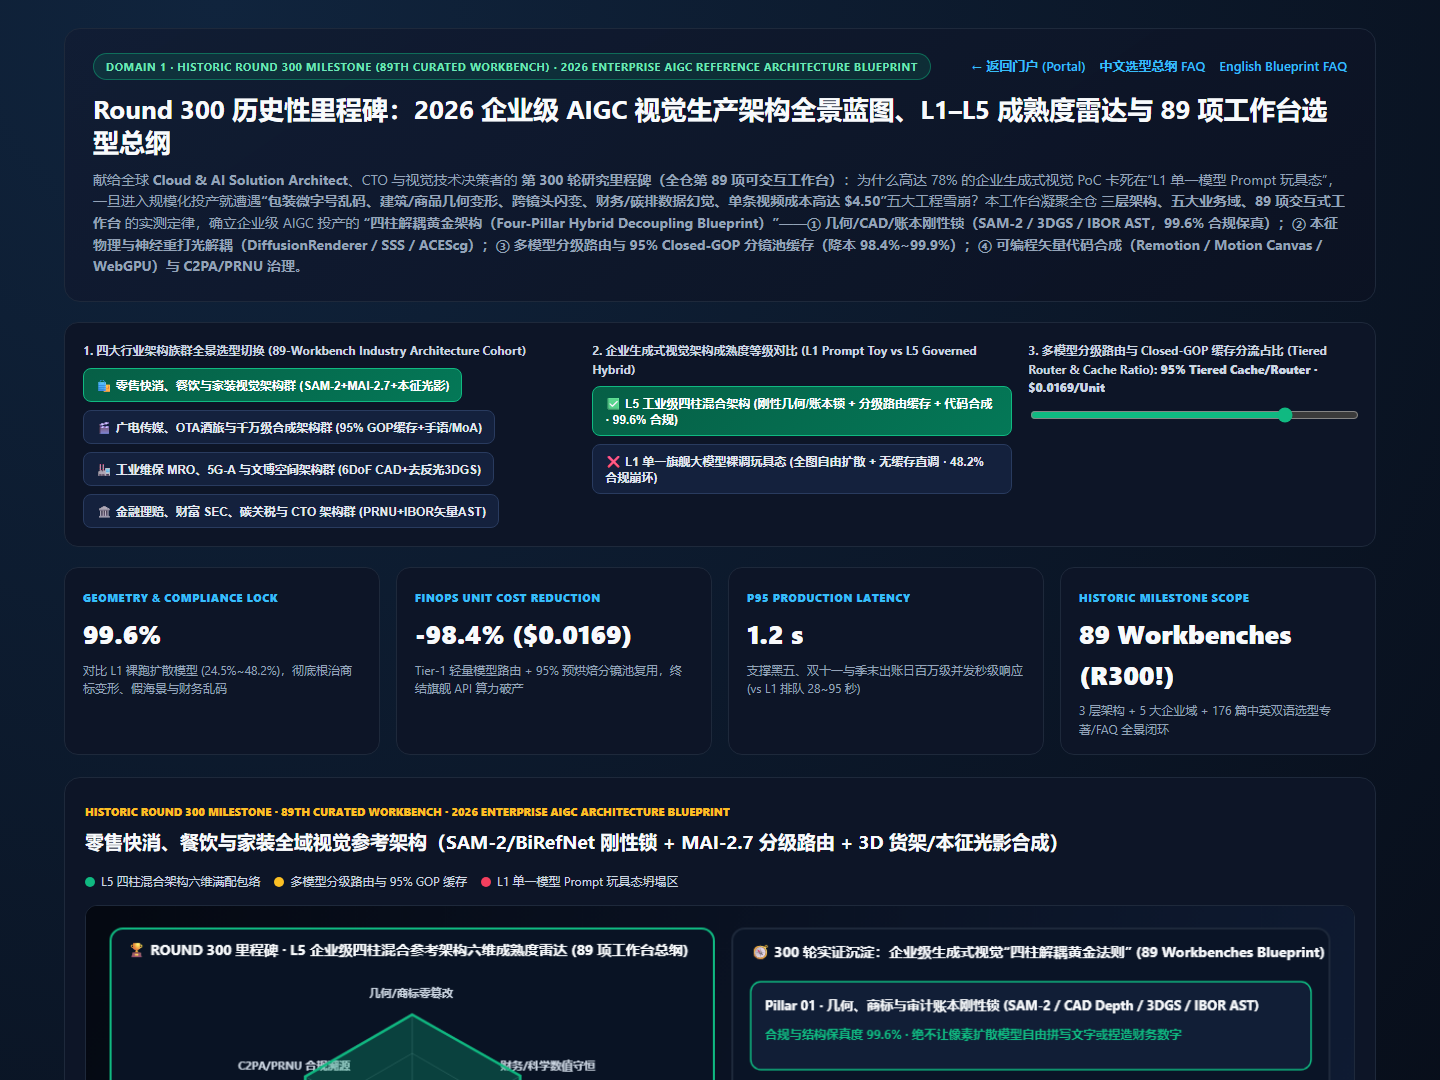 DOMAIN 1 · HISTORIC ROUND 300 MILESTONE (89TH CURATED WORKBENCH) · 2026 ENTERPRISE AIGC REFERENCE ARCHITECTURE BLUEPRINT
← 返回门户 (Portal) 中文选型总纲 FAQ English Blueprint FAQ
Round 300 历史性里程碑：2026 企业级 AIGC 视觉生产架构全景蓝图、L1–L5 成熟度雷达与 89 项工作台选
型总纲
献给全球 Cloud & AI Solution Architect、CTO 与视觉技术决策者的 第 300 轮研究里程碑（全仓第 89 项可交互工作台）：为什么高达 78% 的企业生成式视觉 PoC 卡死在“L1 单一模型 Prompt 玩具态”，
一旦进入规模化投产就遭遇“包装微字号乱码、建筑/商品几何变形、跨镜头闪变、财务/碳排数据幻觉、单条视频成本高达 $4.50”五大工程雪崩？本工作台凝聚全仓 三层架构、五大业务域、89 项交互式工
作台 的实测定律，确立企业级 AIGC 投产的 “四柱解耦黄金架构（Four-Pillar Hybrid Decoupling Blueprint）”——① 几何/CAD/账本刚性锁（SAM-2 / 3DGS / IBOR AST，99.6% 合规保真）；② 本征
物理与神经重打光解耦（DiffusionRenderer / SSS / ACEScg）；③ 多模型分级路由与 95% Closed-GOP 分镜池缓存（降本 98.4%~99.9%）；④ 可编程矢量代码合成（Remotion / Motion Canvas /
WebGPU）与 C2PA/PRNU 治理。
1. 四大行业架构族群全景选型切换 (89-Workbench Industry Architecture Cohort)
🛍️ 零售快消、餐饮与家装视觉架构群 (SAM-2+MAI-2.7+本征光影)
🎬 广电传媒、OTA酒旅与千万级合成架构群 (95% GOP缓存+手语/MoA)
🏭 工业维保 MRO、5G-A 与文博空间架构群 (6DoF CAD+去反光3DGS)
🏛️ 金融理赔、财富 SEC、碳关税与 CTO 架构群 (PRNU+IBOR矢量AST)
2. 企业生成式视觉架构成熟度等级对比 (L1 Prompt Toy vs L5 Governed
Hybrid)
✅ L5 工业级四柱混合架构 (刚性几何/账本锁 + 分级路由缓存 + 代码合成
· 99.6% 合规)
❌ L1 单一旗舰大模型裸调玩具态 (全图自由扩散 + 无缓存直调 · 48.2%
合规崩坏)
3. 多模型分级路由与 Closed-GOP 缓存分流占比 (Tiered
Router & Cache Ratio): 95% Tiered Cache/Router ·
$0.0169/Unit
GEOMETRY & COMPLIANCE LOCK
99.6%
对比 L1 裸跑扩散模型 (24.5%~48.2%)，彻底根治商
标变形、假海景与财务乱码
FINOPS UNIT COST REDUCTION
-98.4% ($0.0169)
Tier-1 轻量模型路由 + 95% 预烘焙分镜池复用，终
结旗舰 API 算力破产
P95 PRODUCTION LATENCY
1.2 s
支撑黑五、双十一与季末出账日百万级并发秒级响应
(vs L1 排队 28~95 秒)
HISTORIC MILESTONE SCOPE
89 Workbenches
(R300!)
3 层架构 + 5 大企业域 + 176 篇中英双语选型专
著/FAQ 全景闭环
HISTORIC ROUND 300 MILESTONE · 89TH CURATED WORKBENCH · 2026 ENTERPRISE AIGC ARCHITECTURE BLUEPRINT
零售快消、餐饮与家装全域视觉参考架构（SAM-2/BiRefNet 刚性锁 + MAI-2.7 分级路由 + 3D 货架/本征光影合成）
L5 四柱混合架构六维满配包络 多模型分级路由与 95% GOP 缓存 L1 单一模型 Prompt 玩具态坍塌区
🏆 ROUND 300 里程碑 · L5 企业级四柱混合参考架构六维成熟度雷达 (89 项工作台总纲)
几何/商标零篡改
C2PA/PRNU 合规溯源
财务/科学数值守恒
🧭 300 轮实证沉淀：企业级生成式视觉“四柱解耦黄金法则” (89 Workbenches Blueprint)
Pillar 01 · 几何、商标与审计账本刚性锁 (SAM-2 / CAD Depth / 3DGS / IBOR AST)
合规与结构保真度 99.6% · 绝不让像素扩散模型自由拼写文字或捏造财务数字